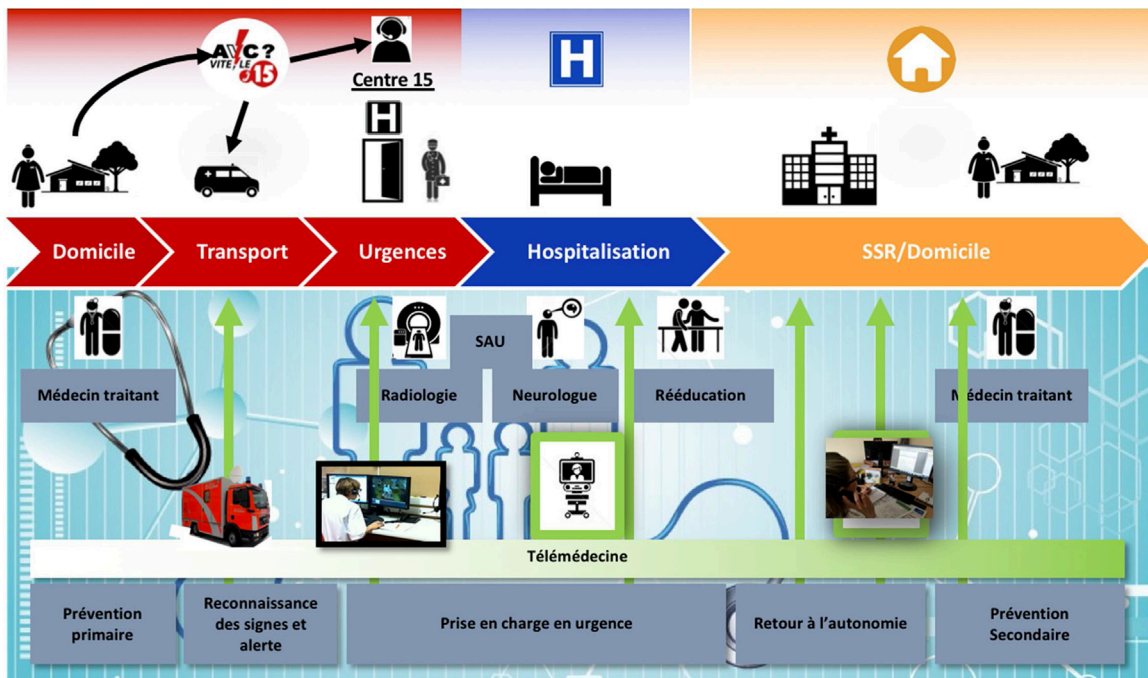 AVC?
VITE, LE
15
Centre 15
H
H
Domicile
Transport
Urgences
Hospitalisation
SSR/Domicile
SAU
Médecin traitant
Radiologie
Neurologue
Rééducation
Médecin traitant
Télémédecine
Prévention
primaire
Reconnaissance
des signes et
alerte
Prise en charge en urgence
Retour à l'autonomie
Prévention
Secondaire